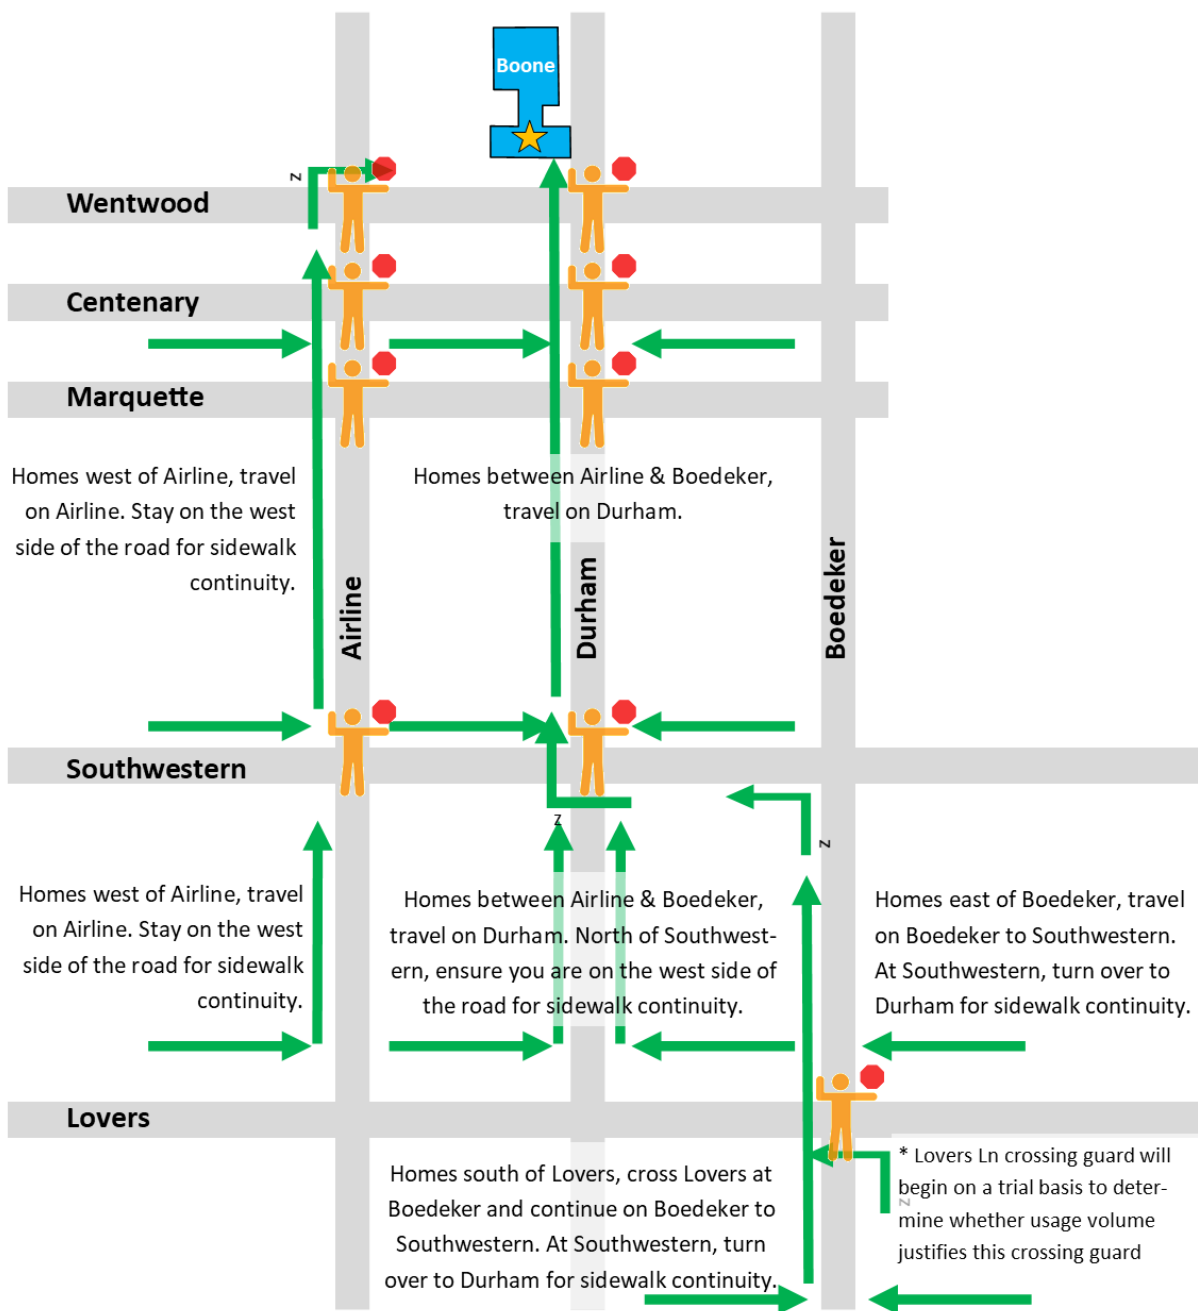 Boone
z
Wentwood
Centenary
Marquette
Homes west of Airline, travel
on Airline. Stay on the west
side of the road for sidewalk
continuity.
Homes between Airline & Boedeker,
travel on Durham.
Airline
Durham
Boedeker
Southwestern
z
z
Homes west of Airline, travel
on Airline. Stay on the west
side of the road for sidewalk
continuity.
Homes between Airline & Boedeker,
travel on Durham. North of Southwest-
ern, ensure you are on the west side of
the road for sidewalk continuity.
Homes east of Boedeker, travel
on Boedeker to Southwestern.
At Southwestern, turn over to
Durham for sidewalk continuity.
Lovers
Homes south of Lovers, cross Lovers at
Boedeker and continue on Boedeker to
Southwestern. At Southwestern, turn
over to Durham for sidewalk continuity.
* Lovers Ln crossing guard will
begin on a trial basis to deter-
mine whether usage volume
justifies this crossing guard
z